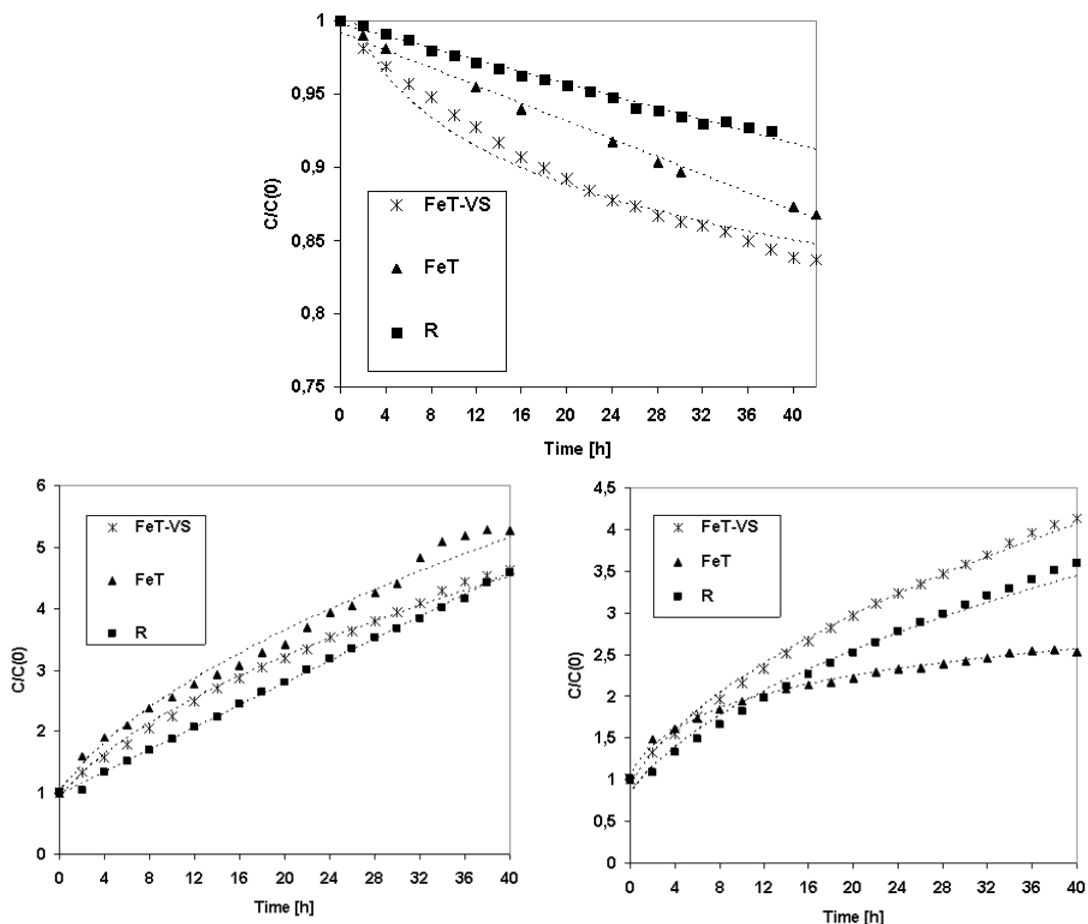 1
0,95
0,9
0,85
0,8
0,75
C/C(0)
FeT-VS
FeT
R
0 4 8 12 16 20 24 28 32 36 40
Time [h]
6
5
4
3
2
1
0
C/C(0)
FeT-VS
FeT
R
0 4 8 12 16 20 24 28 32 36 40
Time [h]
4,5
4
3,5
3
2,5
2
1,5
1
0,5
0
C/C(0)
FeT-VS
FeT
R
0 4 8 12 16 20 24 28 32 36 40
Time [h]